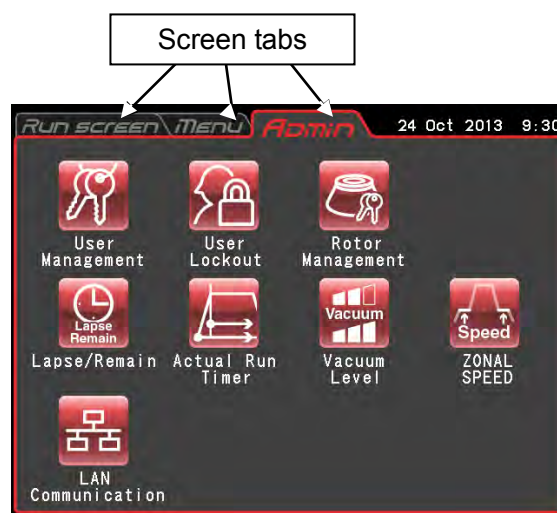 Screen tabs
Run screen Menu Admin 24 Oct 2013 9:30
User
Management
User
Lockout
Rotor
Management
Lapse
Remain
Lapse/Remain
Actual Run
Timer
Vacuum
Vacuum
Level
Speed
ZONAL
SPEED
LAN
Communication